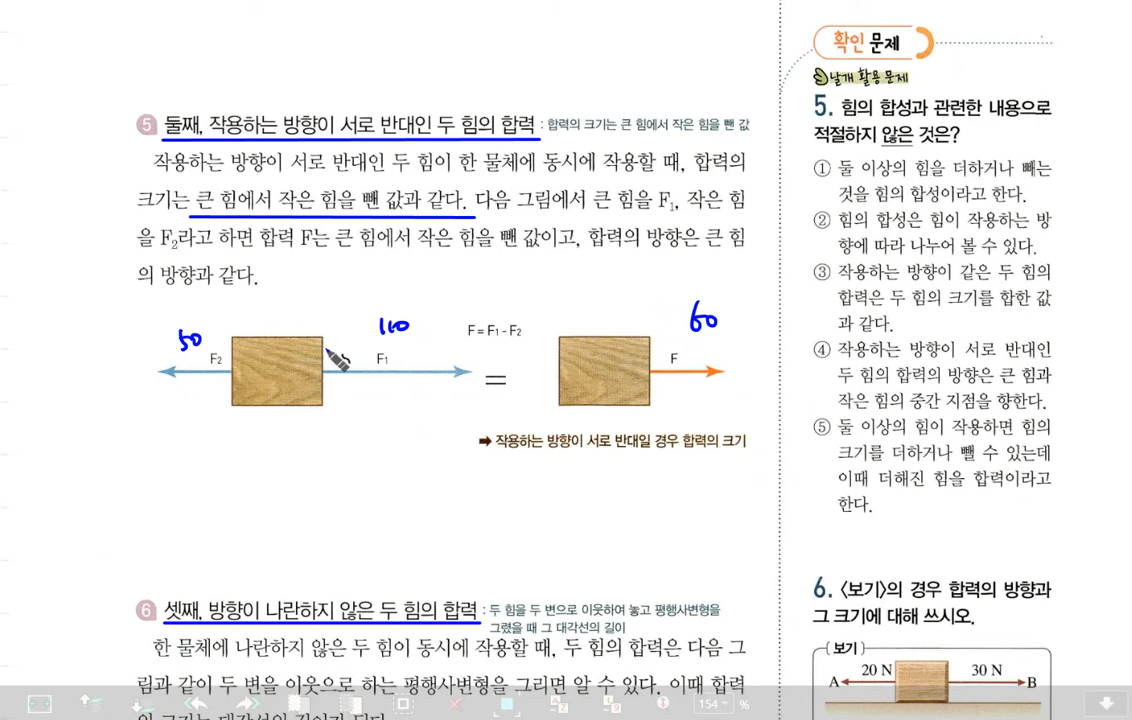 5 둘째, 작용하는 방향이 서로 반대인 두 힘의 합력 : 합력의 크기는 큰 힘에서 작은 힘을 뺀 값
작용하는 방향이 서로 반대인 두 힘이 한 물체에 동시에 작용할 때, 합력의
크기는 큰 힘에서 작은 힘을 뺀 값과 같다. 다음 그림에서 큰 힘을 F₁, 작은 힘
을 F₂라고 하면 합력 F는 큰 힘에서 작은 힘을 뺀 값이고, 합력의 방향은 큰 힘
의 방향과 같다.
50
110
60
F₂
F₁
F=F₁-F₂
F
=
➡ 작용하는 방향이 서로 반대일 경우 합력의 크기
6 셋째, 방향이 나란하지 않은 두 힘의 합력 : 두 힘을 두 변으로 이웃하여 놓고 평행사변형을
그렸을 때 그 대각선의 길이
한 물체에 나란하지 않은 두 힘이 동시에 작용할 때, 두 힘의 합력은 다음 그
림과 같이 두 변을 이웃으로 하는 평행사변형을 그리면 알 수 있다. 이때 합력
확인 문제
날개 활용 문제
5. 힘의 합성과 관련한 내용으로
적절하지 않은 것은?
① 둘 이상의 힘을 더하거나 빼는
것을 힘의 합성이라고 한다.
② 힘의 합성은 힘이 작용하는 방
향에 따라 나누어 볼 수 있다.
③ 작용하는 방향이 같은 두 힘의
합력은 두 힘의 크기를 합한 값
과 같다.
④ 작용하는 방향이 서로 반대인
두 힘의 합력의 방향은 큰 힘과
작은 힘의 중간 지점을 향한다.
⑤ 둘 이상의 힘이 작용하면 힘의
크기를 더하거나 뺄 수 있는데
이때 더해진 힘을 합력이라고
한다.
6. 〈보기〉의 경우 합력의 방향과
그 크기에 대해 쓰시오.
보기
20 N
30 N
A
B
154 %